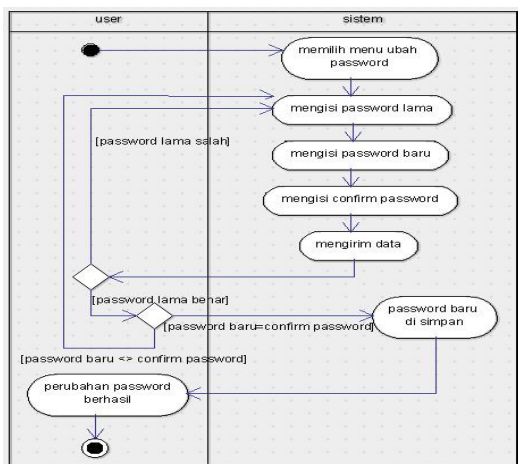 user
sistem
memilih menu ubah
password
mengisi password lama
[password lama salah]
mengisi password baru
mengisi confirm password
mengirim data
[password lama benar]
password baru
di simpan
[password baru=confirm password]
[password baru <> confirm password]
perubahan password
berhasil